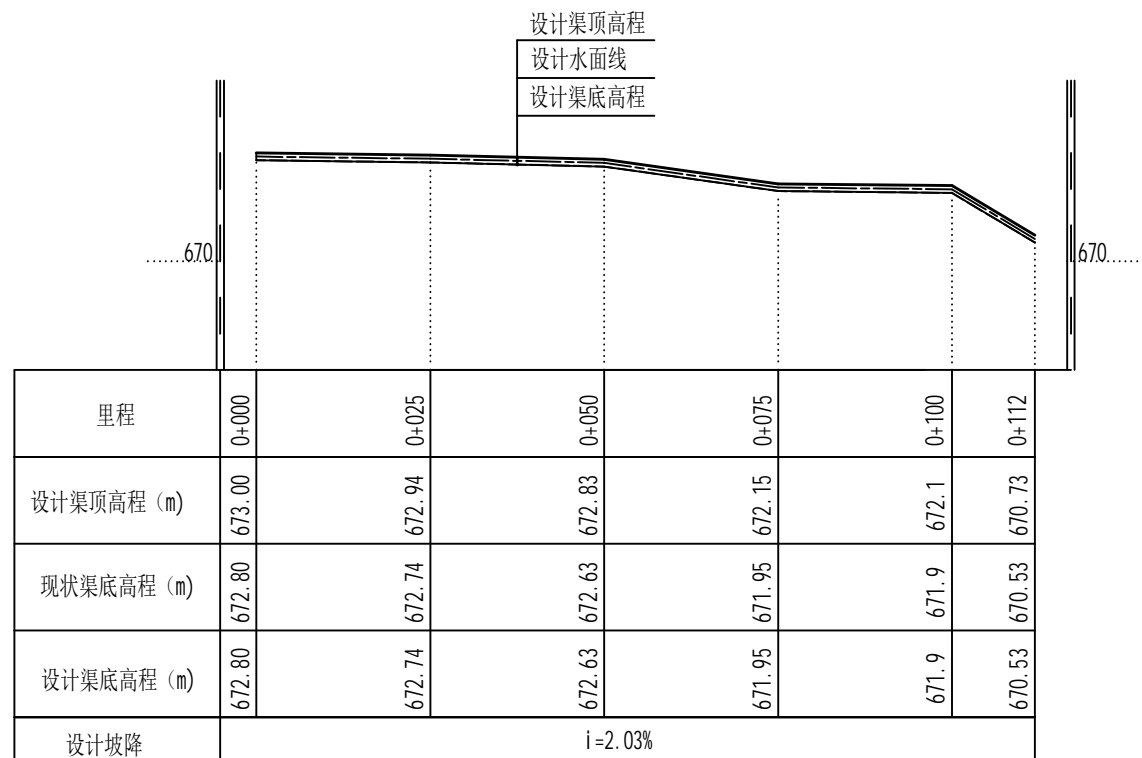 设计渠顶高程
设计水面线
设计渠底高程
670
670
里程 0+000 0+025 0+050 0+075 0+100 0+112
设计渠顶高程（m） 673.00 672.94 672.83 672.15 672.1 670.73
现状渠底高程（m） 672.80 672.74 672.63 671.95 671.9 670.53
设计渠底高程（m） 672.80 672.74 672.63 671.95 671.9 670.53
设计坡降 i=2.03%